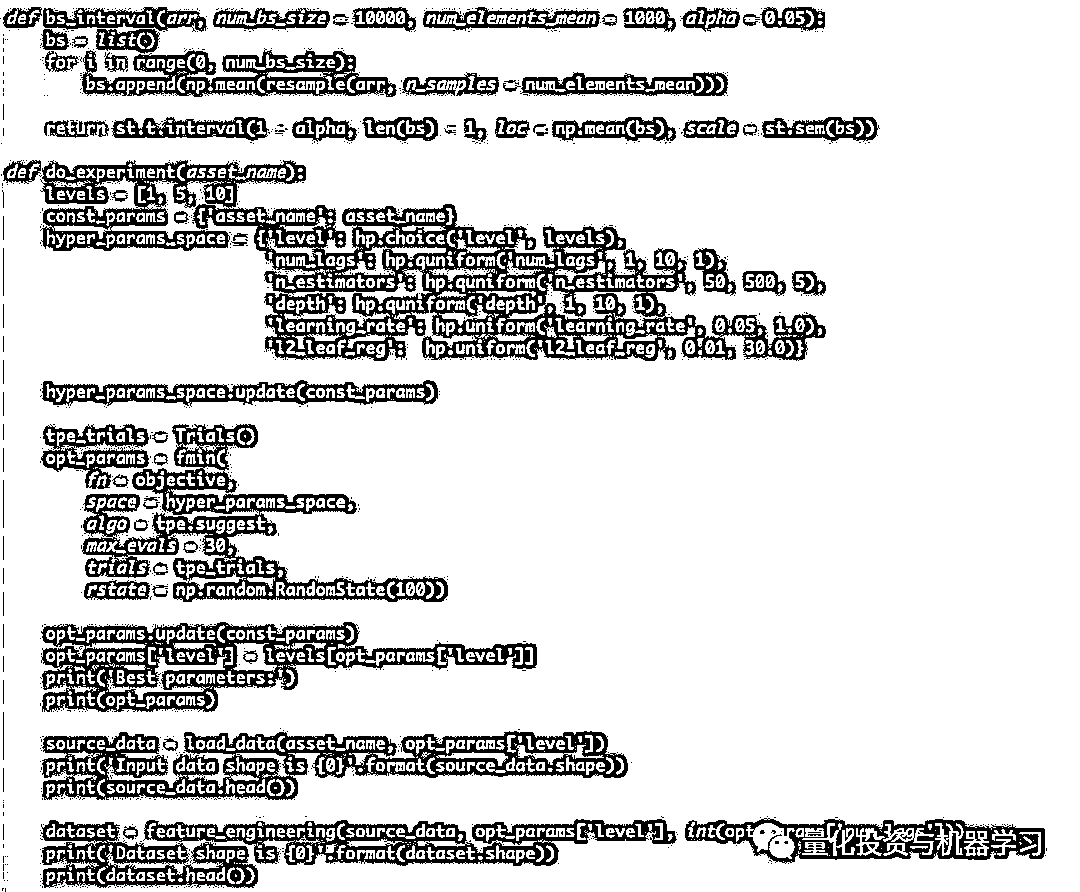 def bs_interval(arr, num_bs_size = 10000, num_elements_mean = 1000, alpha = 0.05):
    bs = list()
    for i in range(0, num_bs_size):
        bs.append(np.mean(resample(arr, n_samples = num_elements_mean)))

    return st.t.interval(1 - alpha, len(bs) - 1, loc = np.mean(bs), scale = st.sem(bs))

def do_experiment(asset_name):
    levels = [1, 5, 10]
    const_params = {'asset_name': asset_name}
    hyper_params_space = {'level': hp.choice('level', levels),
                          'num_lags': hp.quniform('num_lags', 1, 10, 1),
                          'n_estimators': hp.quniform('n_estimators', 50, 500, 5),
                          'depth': hp.quniform('depth', 1, 10, 1),
                          'learning_rate': hp.uniform('learning_rate', 0.05, 1.0),
                          'l2_leaf_reg':  hp.uniform('l2_leaf_reg', 0.01, 30.0)}

    hyper_params_space.update(const_params)

    tpe_trials = Trials()
    opt_params = fmin(
        fn = objective,
        space = hyper_params_space,
        algo = tpe.suggest,
        max_evals = 30,
        trials = tpe_trials,
        rstate = np.random.RandomState(100))

    opt_params.update(const_params)
    opt_params['level'] = levels[opt_params['level']]
    print('Best parameters:')
    print(opt_params)

    source_data = load_data(asset_name, opt_params['level'])
    print('Input data shape is {0}'.format(source_data.shape))
    print(source_data.head())

    dataset = feature_engineering(source_data, opt_params['level'], int(
    print('Dataset shape is {0}'.format(dataset.shape))
    print(dataset.head())
量化投资与机器学习